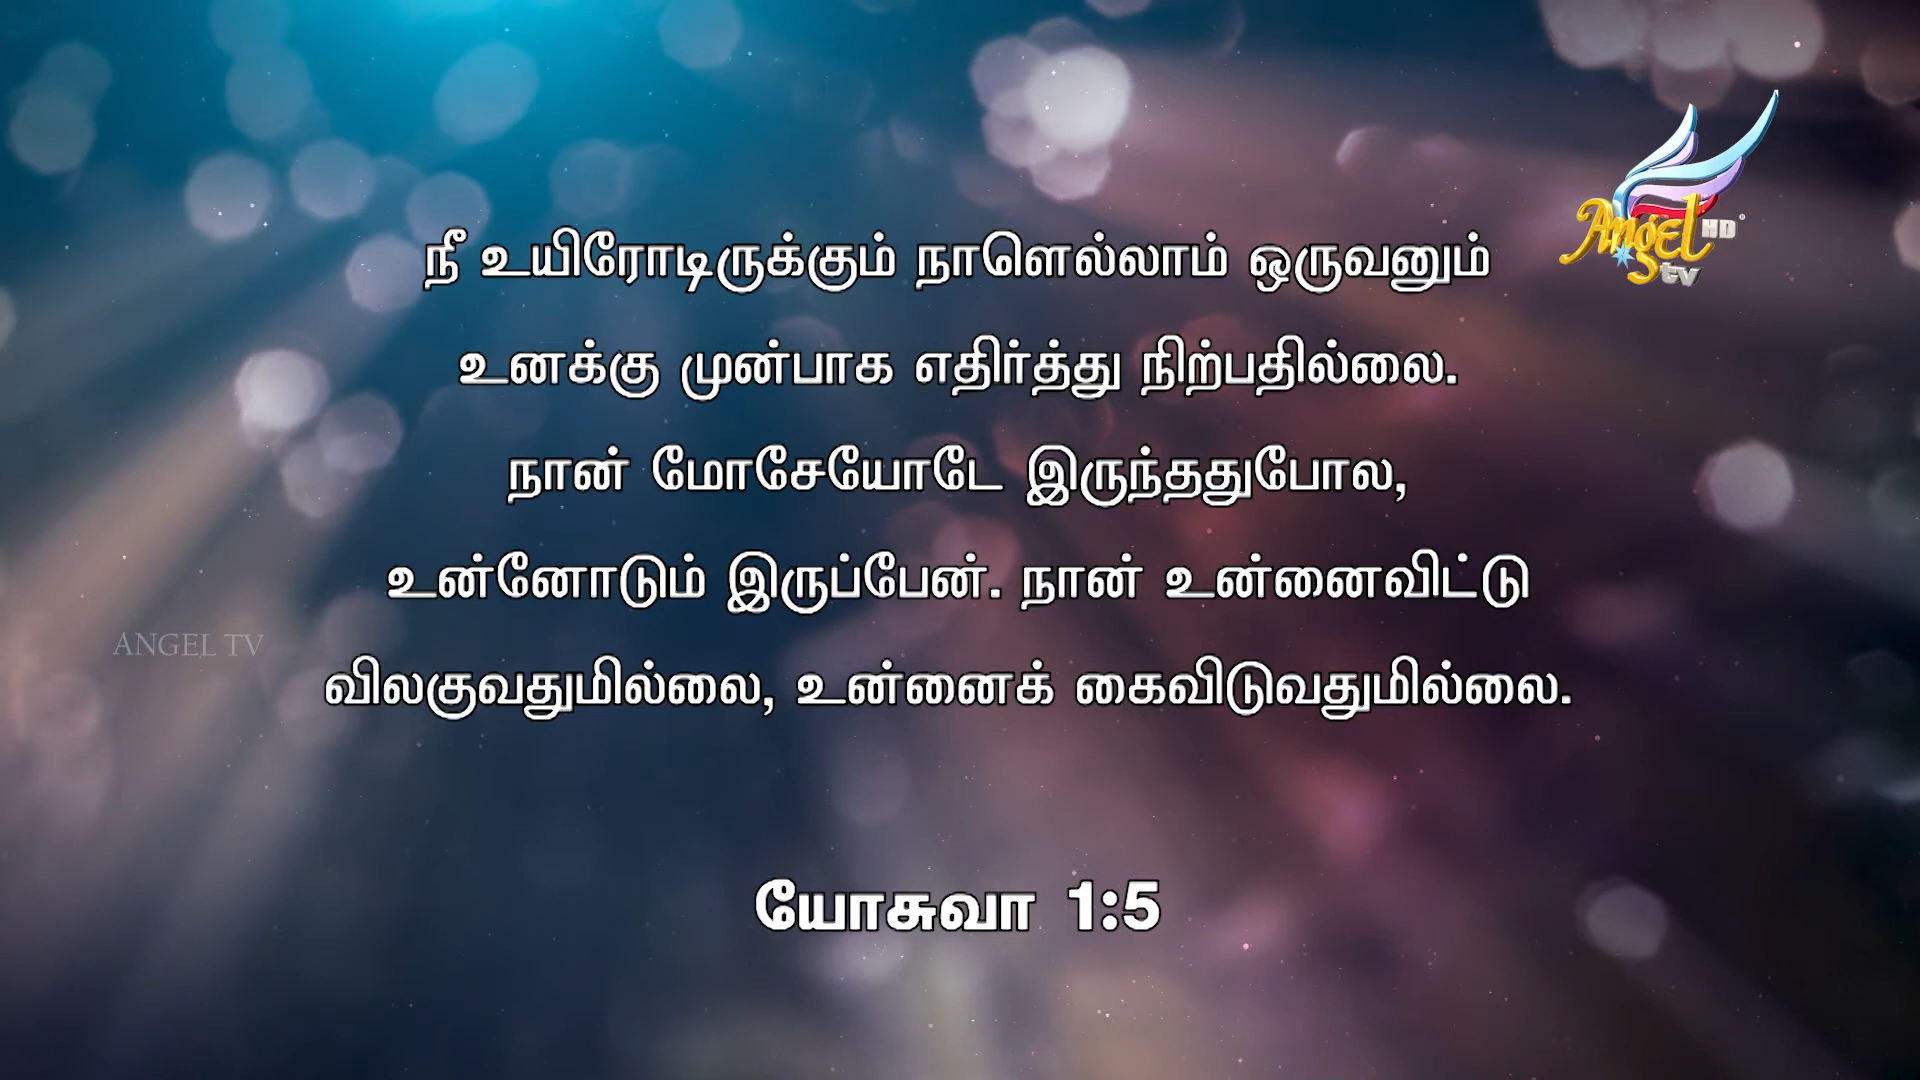 Angel HD
tv
நீ உயிரோடிருக்கும் நாளெல்லாம் ஒருவனும்
உனக்கு முன்பாக எதிர்த்து நிற்பதில்லை.
நான் மோசேயோடே இருந்ததுபோல,
உன்னோடும் இருப்பேன். நான் உன்னைவிட்டு
ANGEL TV
விலகுவதுமில்லை, உன்னைக் கைவிடுவதுமில்லை.
யோசுவா 1:5